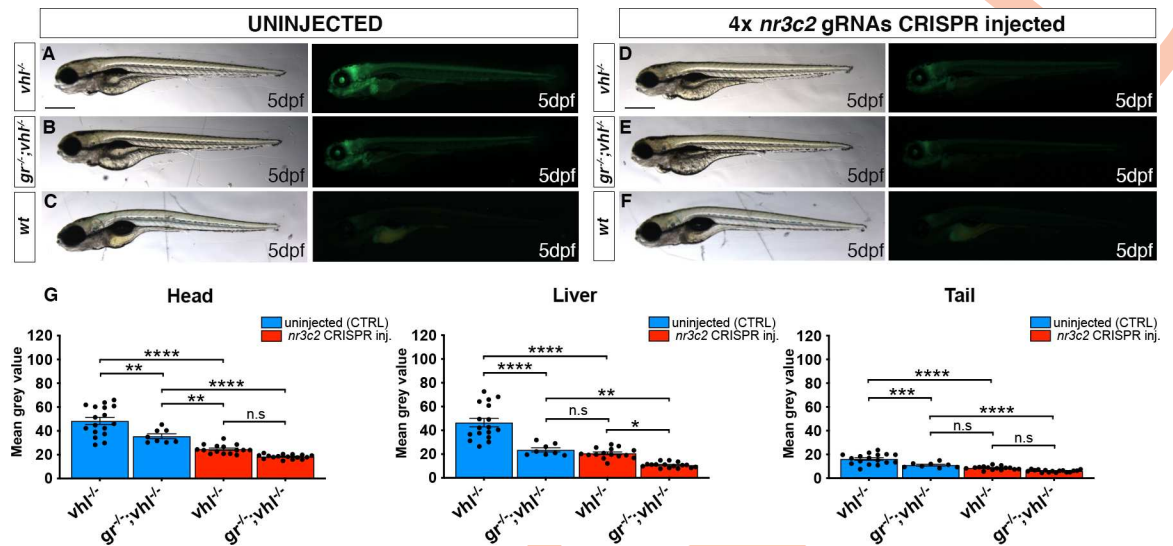 UNINJECTED
4x nr3c2 gRNAs CRISPR injected
vhl-/-
A
5dpf
5dpf
D
5dpf
5dpf
gr-/-;vhl-/-
B
5dpf
5dpf
E
5dpf
5dpf
wt
C
5dpf
5dpf
F
5dpf
5dpf
G
Head
uninjected (CTRL)
nr3c2 CRISPR inj.
Mean grey value
120
100
80
60
40
20
0
****
**
****
**
n.s
vhl-/-
gr-/-;vhl-/-
vhl-/-
gr-/-;vhl-/-
Liver
uninjected (CTRL)
nr3c2 CRISPR inj.
Mean grey value
120
100
80
60
40
20
0
****
****
**
n.s
*
vhl-/-
gr-/-;vhl-/-
vhl-/-
gr-/-;vhl-/-
Tail
uninjected (CTRL)
nr3c2 CRISPR inj.
Mean grey value
120
100
80
60
40
20
0
****
***
****
n.s
n.s
vhl-/-
gr-/-;vhl-/-
vhl-/-
gr-/-;vhl-/-